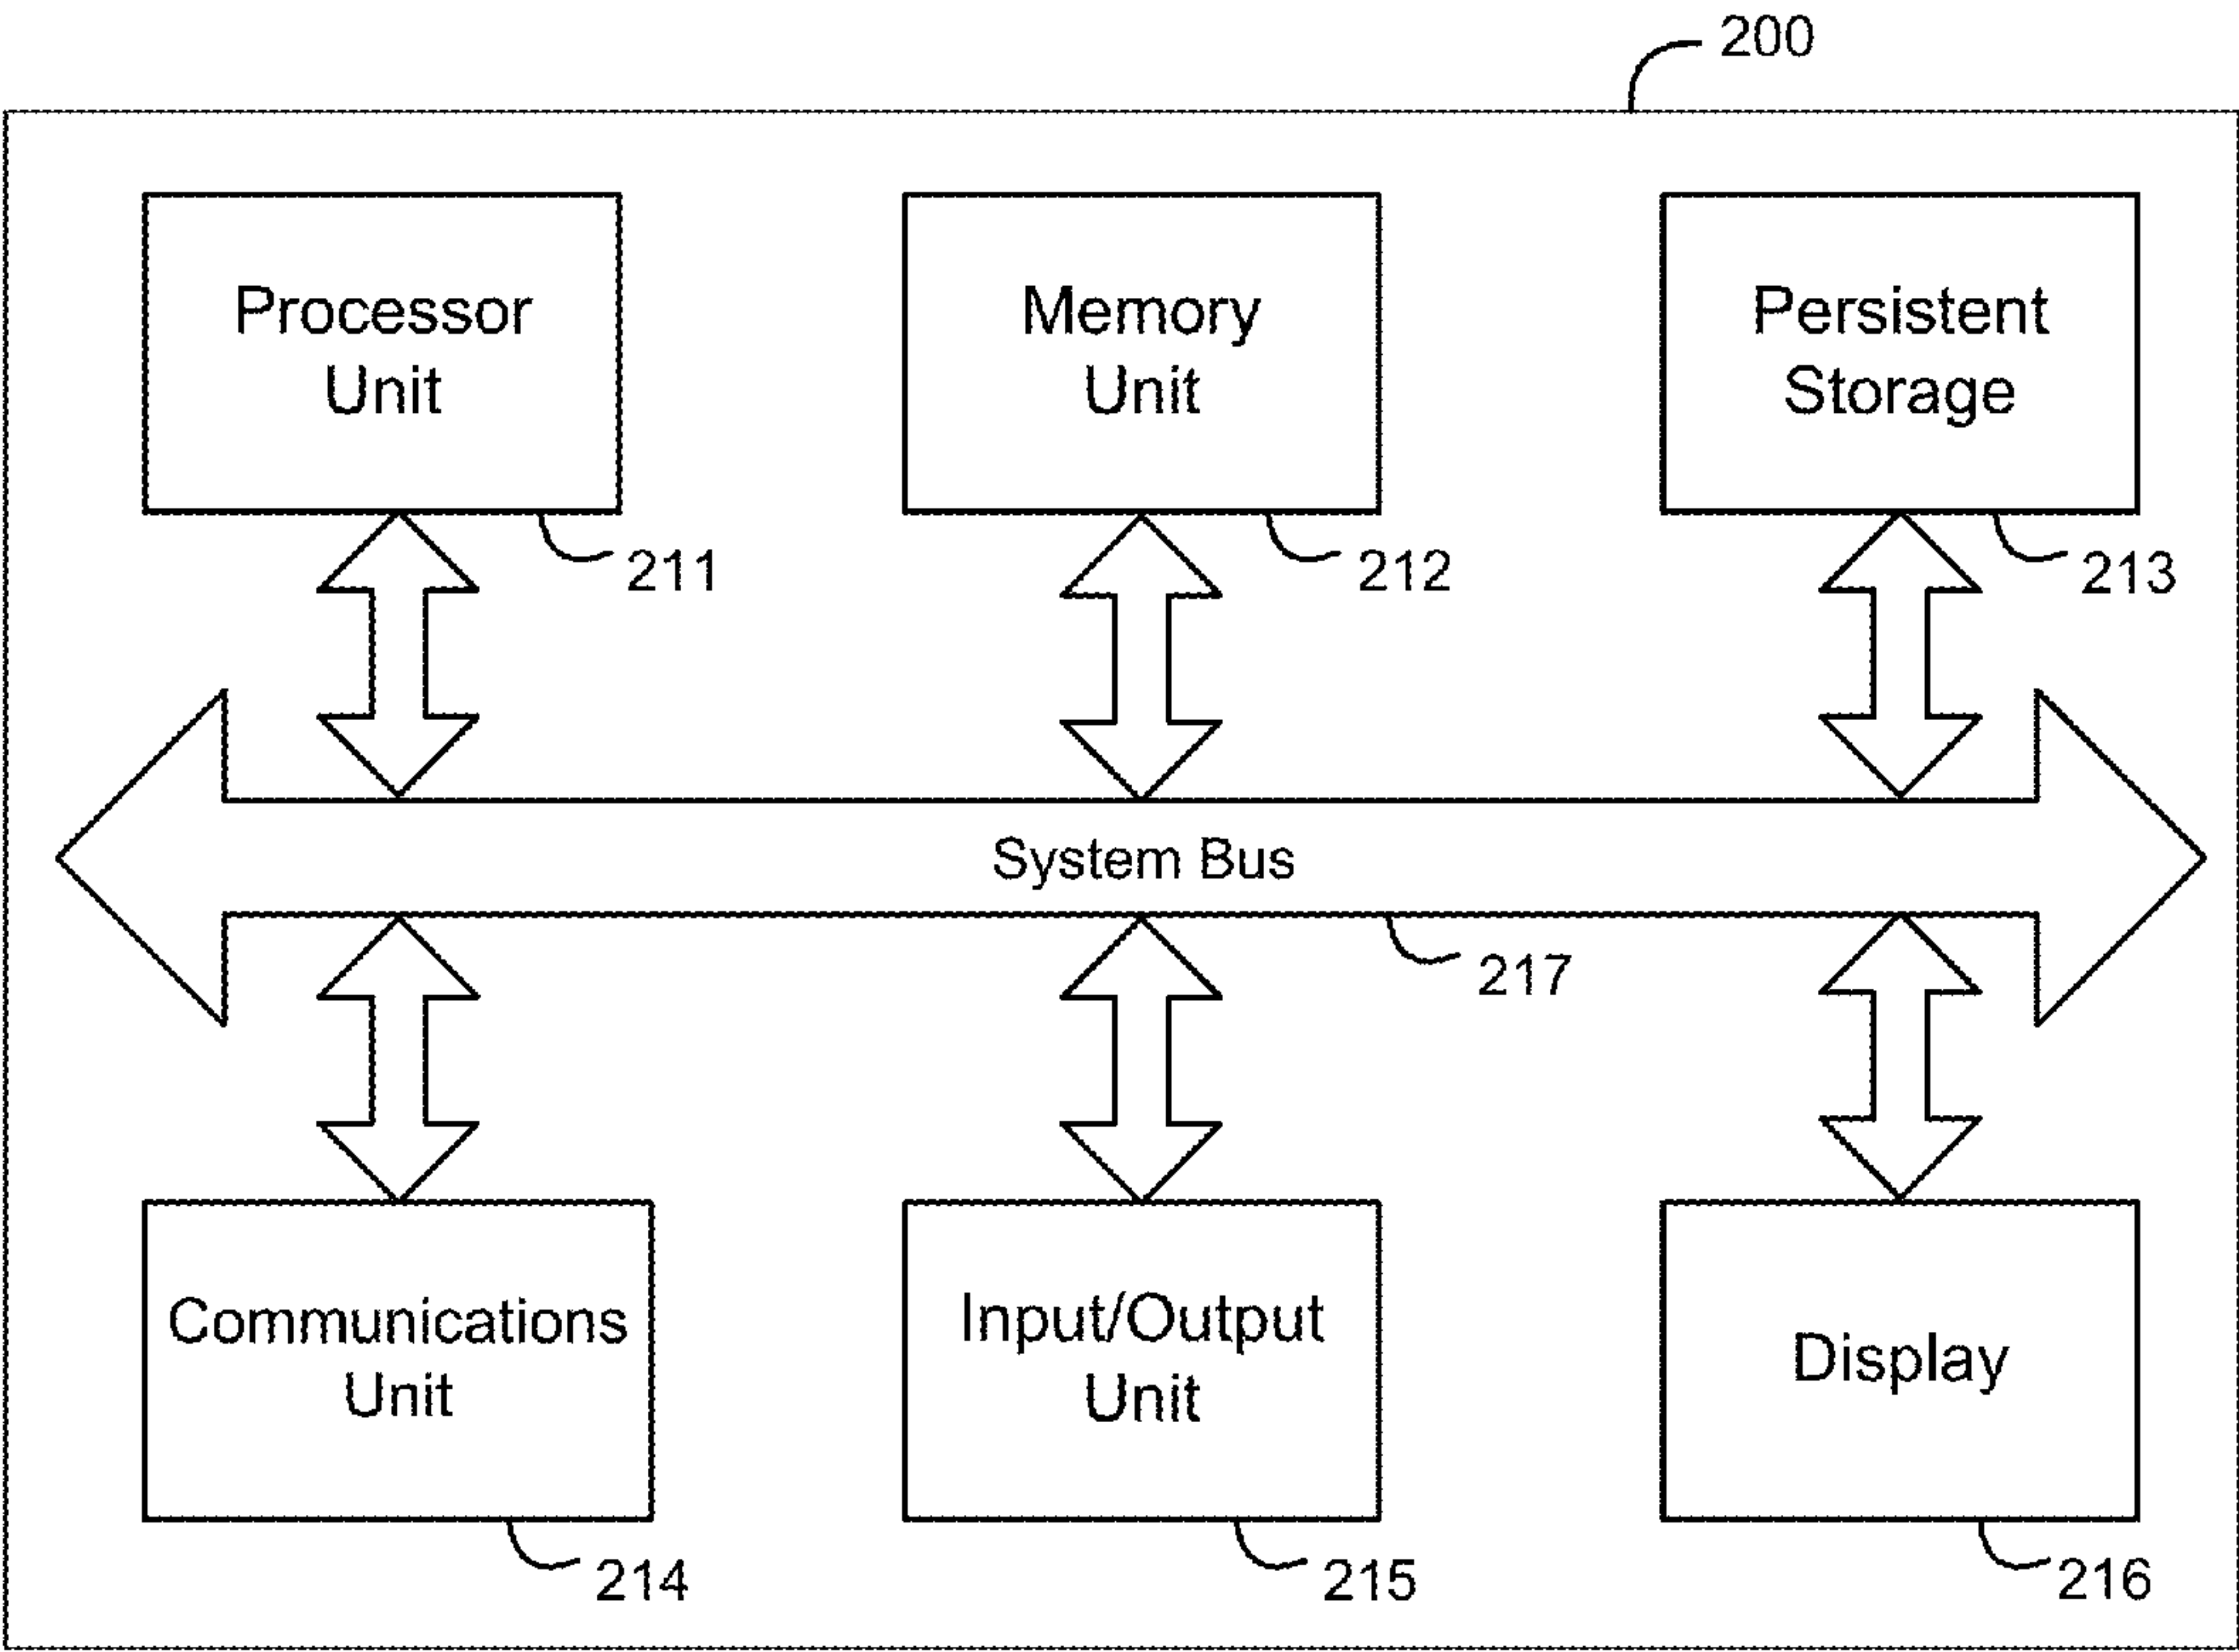 200
Processor
Unit
Memory
Unit
Persistent
Storage
211
212
213
System Bus
217
Communications
Unit
Input/Output
Unit
Display
214
215
216